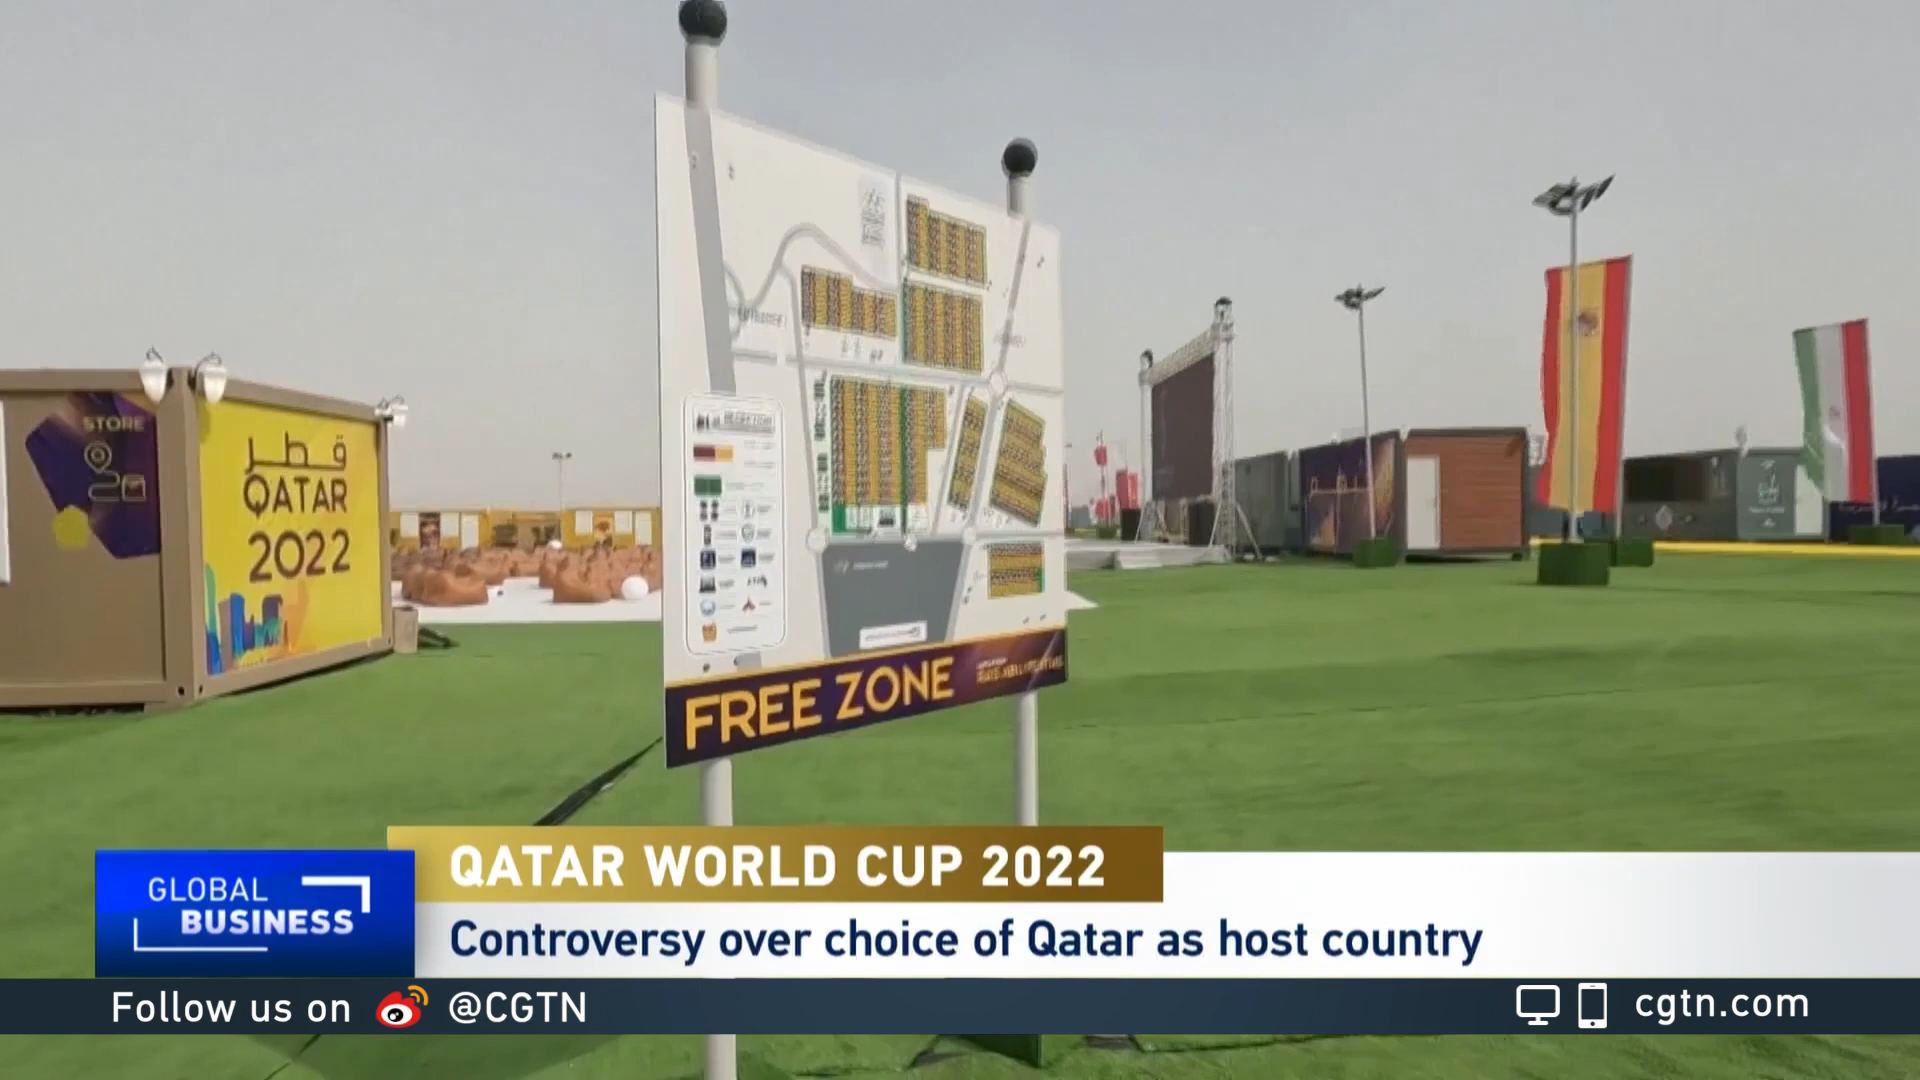 STORE
قطر
QATAR
2022
FREE ZONE
QATAR WORLD CUP 2022
GLOBAL
BUSINESS
Controversy over choice of Qatar as host country
Follow us on @CGTN
cgtn.com